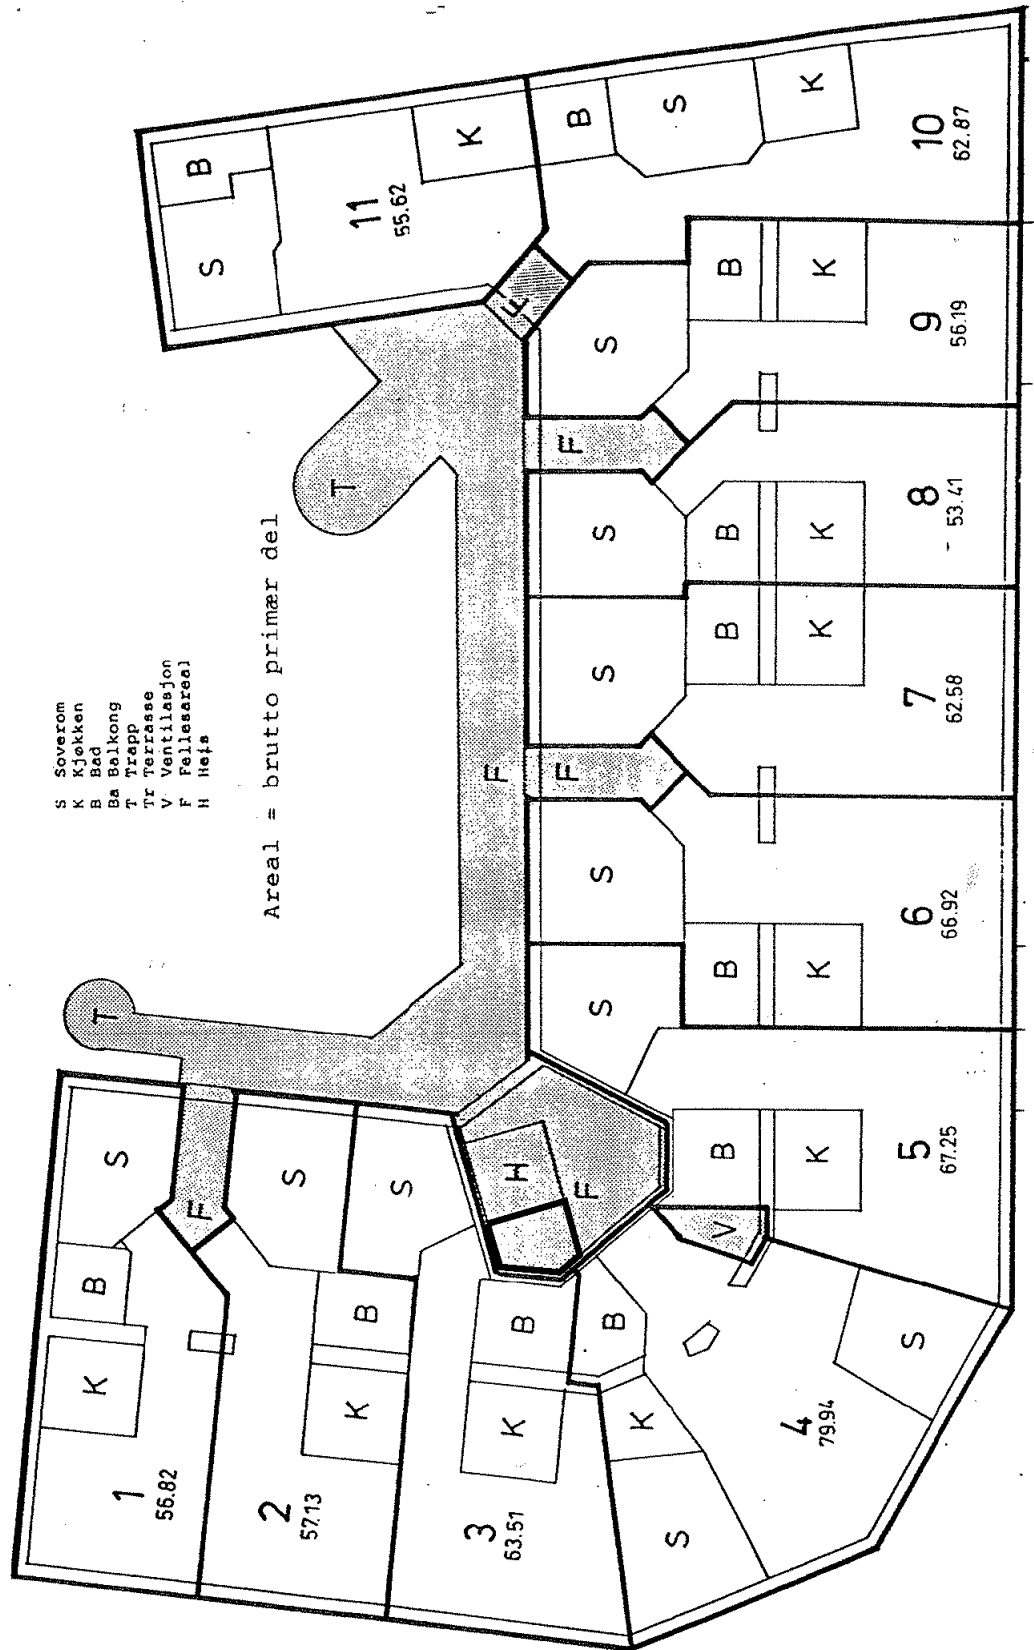 S Soverom
K Kjøkken
B Bad
Ba Balkong
T Trapp
Tr Terrasse
V Ventilasjon
F Fellesareal
H Heis
Areal = brutto primær del
T
T
F
F
F
F
F
F
H
V
1
56.82
S
B
K
2
57.13
S
B
K
3
63.51
S
B
K
4
79.94
B
K
S
S
5
67.25
S
B
K
6
66.92
S
B
K
7
62.58
S
B
K
8
53.41
S
B
K
9
56.19
S
B
K
10
62.87
B
S
K
11
55.62
S
B
K